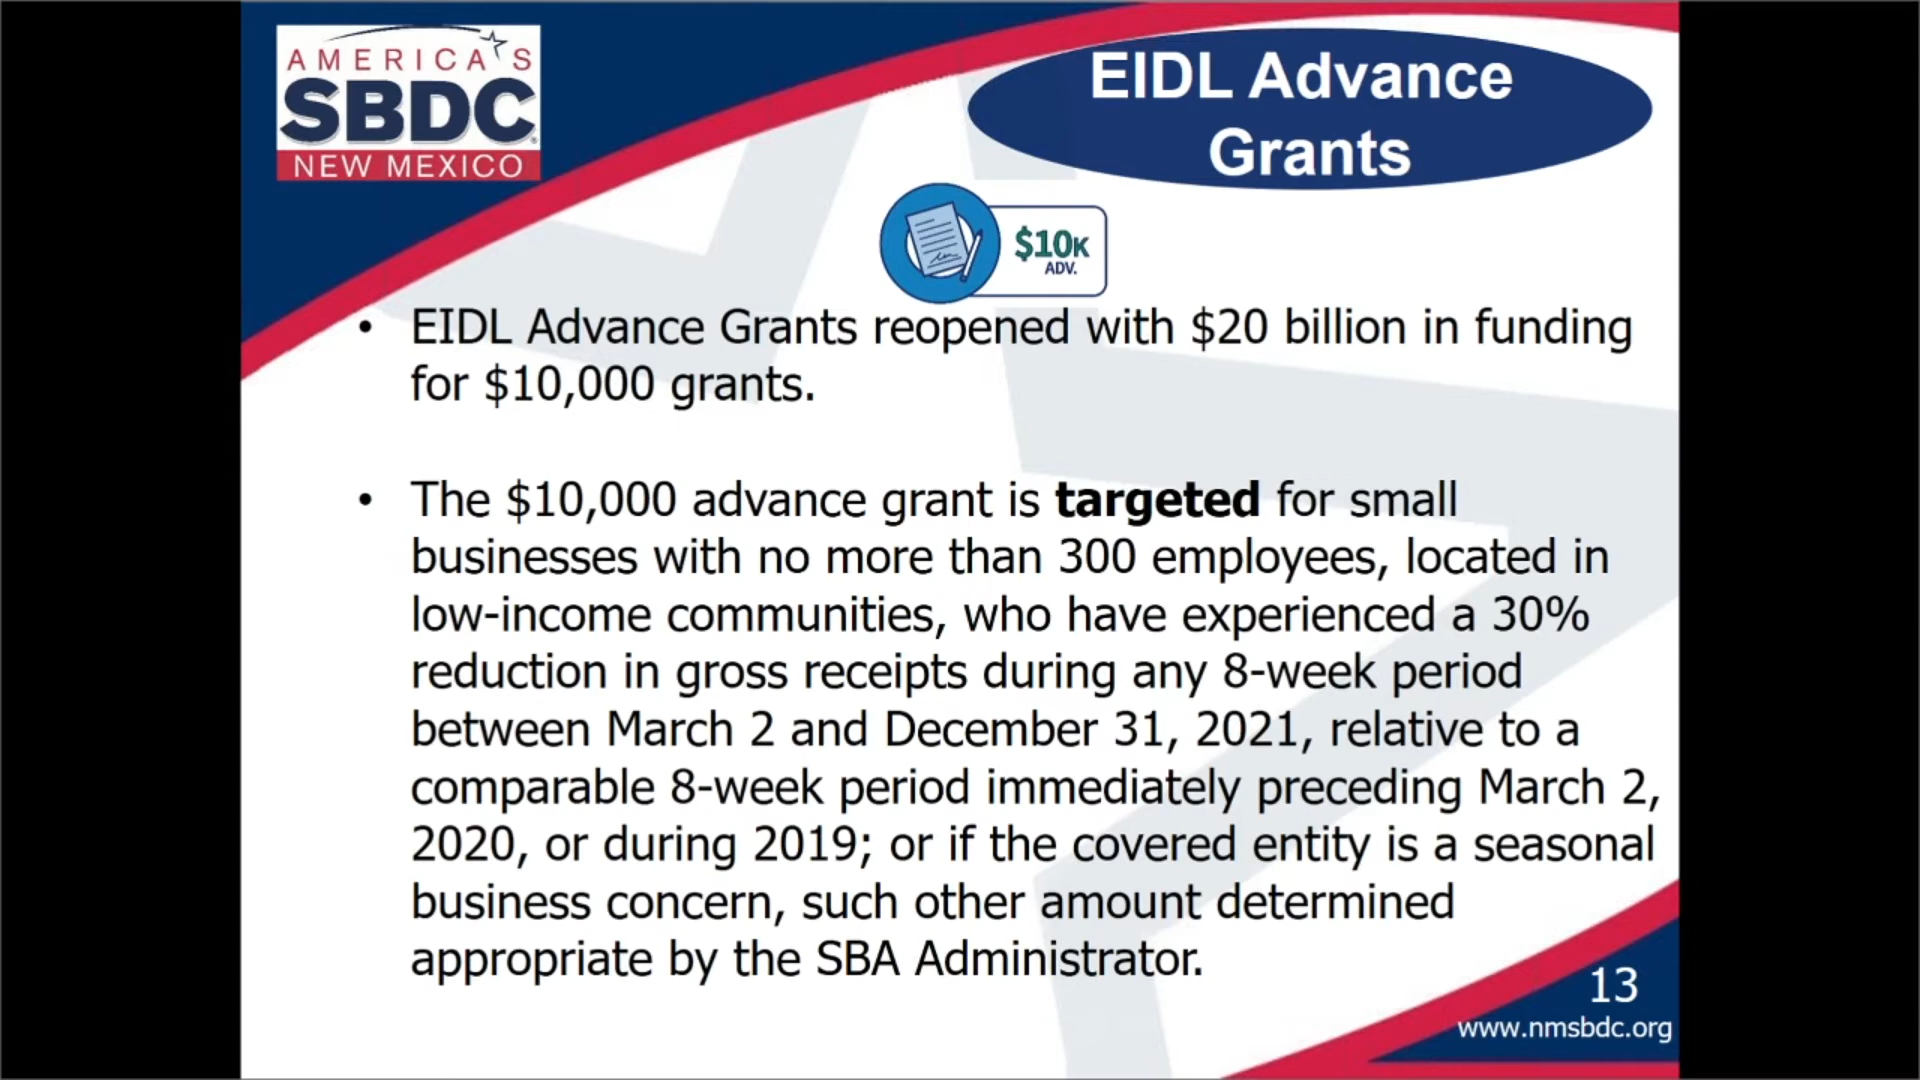 AMERICA'S
SBDC
NEW MEXICO
EIDL Advance
Grants
$10K
ADV.
• EIDL Advance Grants reopened with $20 billion in funding
for $10,000 grants.
• The $10,000 advance grant is targeted for small
businesses with no more than 300 employees, located in
low-income communities, who have experienced a 30%
reduction in gross receipts during any 8-week period
between March 2 and December 31, 2021, relative to a
comparable 8-week period immediately preceding March 2,
2020, or during 2019; or if the covered entity is a seasonal
business concern, such other amount determined
appropriate by the SBA Administrator.
13
www.nmsbdc.org